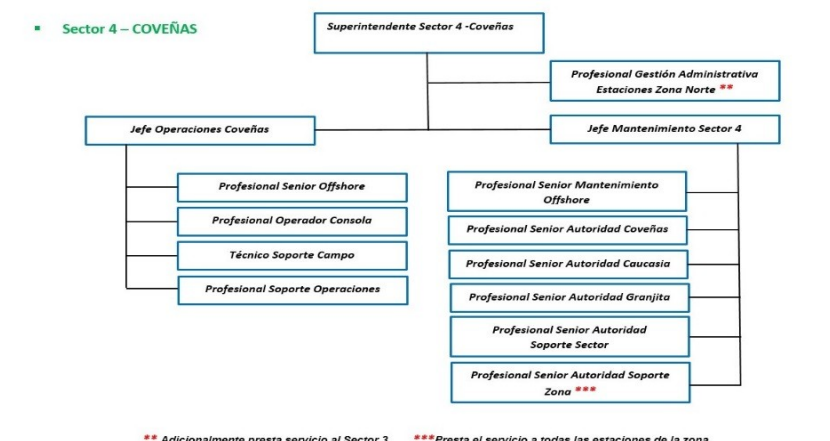 ▪ Sector 4 – COVEÑAS
Superintendente Sector 4 -Coveñas
Profesional Gestión Administrativa
Estaciones Zona Norte **
Jefe Operaciones Coveñas
Jefe Mantenimiento Sector 4
Profesional Senior Offshore
Profesional Operador Consola
Técnico Soporte Campo
Profesional Soporte Operaciones
Profesional Senior Mantenimiento
Offshore
Profesional Senior Autoridad Coveñas
Profesional Senior Autoridad Caucasia
Profesional Senior Autoridad Granjita
Profesional Senior Autoridad
Soporte Sector
Profesional Senior Autoridad Soporte
Zona ***
** Adicionalmente presta servicio al Sector 3 ***Presta el servicio a todas las estaciones de la zona